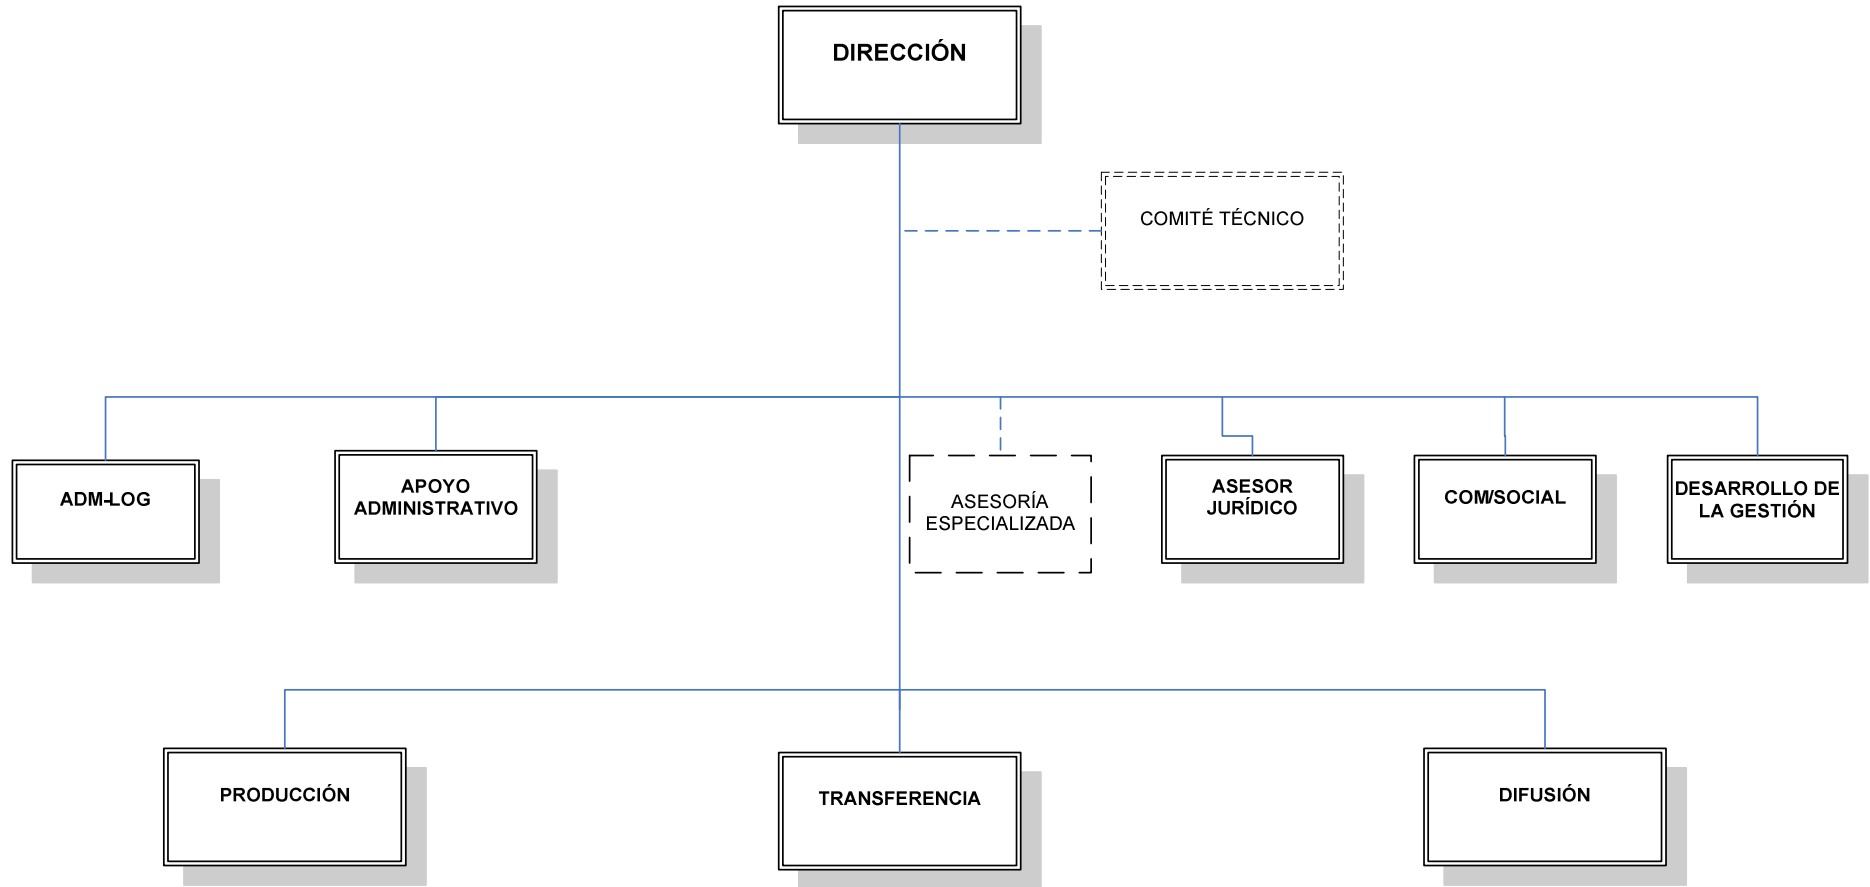 DIRECCIÓN
COMITÉ TÉCNICO
ADM-LOG
APOYO
ADMINISTRATIVO
ASESORÍA
ESPECIALIZADA
ASESOR
JURÍDICO
COM/SOCIAL
DESARROLLO DE
LA GESTIÓN
PRODUCCIÓN
TRANSFERENCIA
DIFUSIÓN